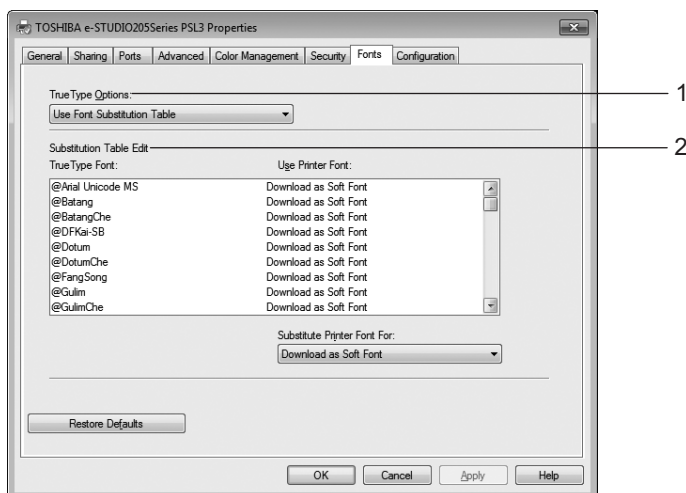 TOSHIBA e-STUDIO205Series PSL3 Properties
General Sharing Ports Advanced Color Management Security Fonts Configuration
TrueType Options: 1
Use Font Substitution Table
Substitution Table Edit 2
TrueType Font: Use Printer Font:
@Arial Unicode MS Download as Soft Font
@Batang Download as Soft Font
@BatangChe Download as Soft Font
@DFKai-SB Download as Soft Font
@Dotum Download as Soft Font
@DotumChe Download as Soft Font
@FangSong Download as Soft Font
@Gulim Download as Soft Font
@GulimChe Download as Soft Font
Substitute Printer Font For:
Download as Soft Font
Restore Defaults
OK Cancel Apply Help